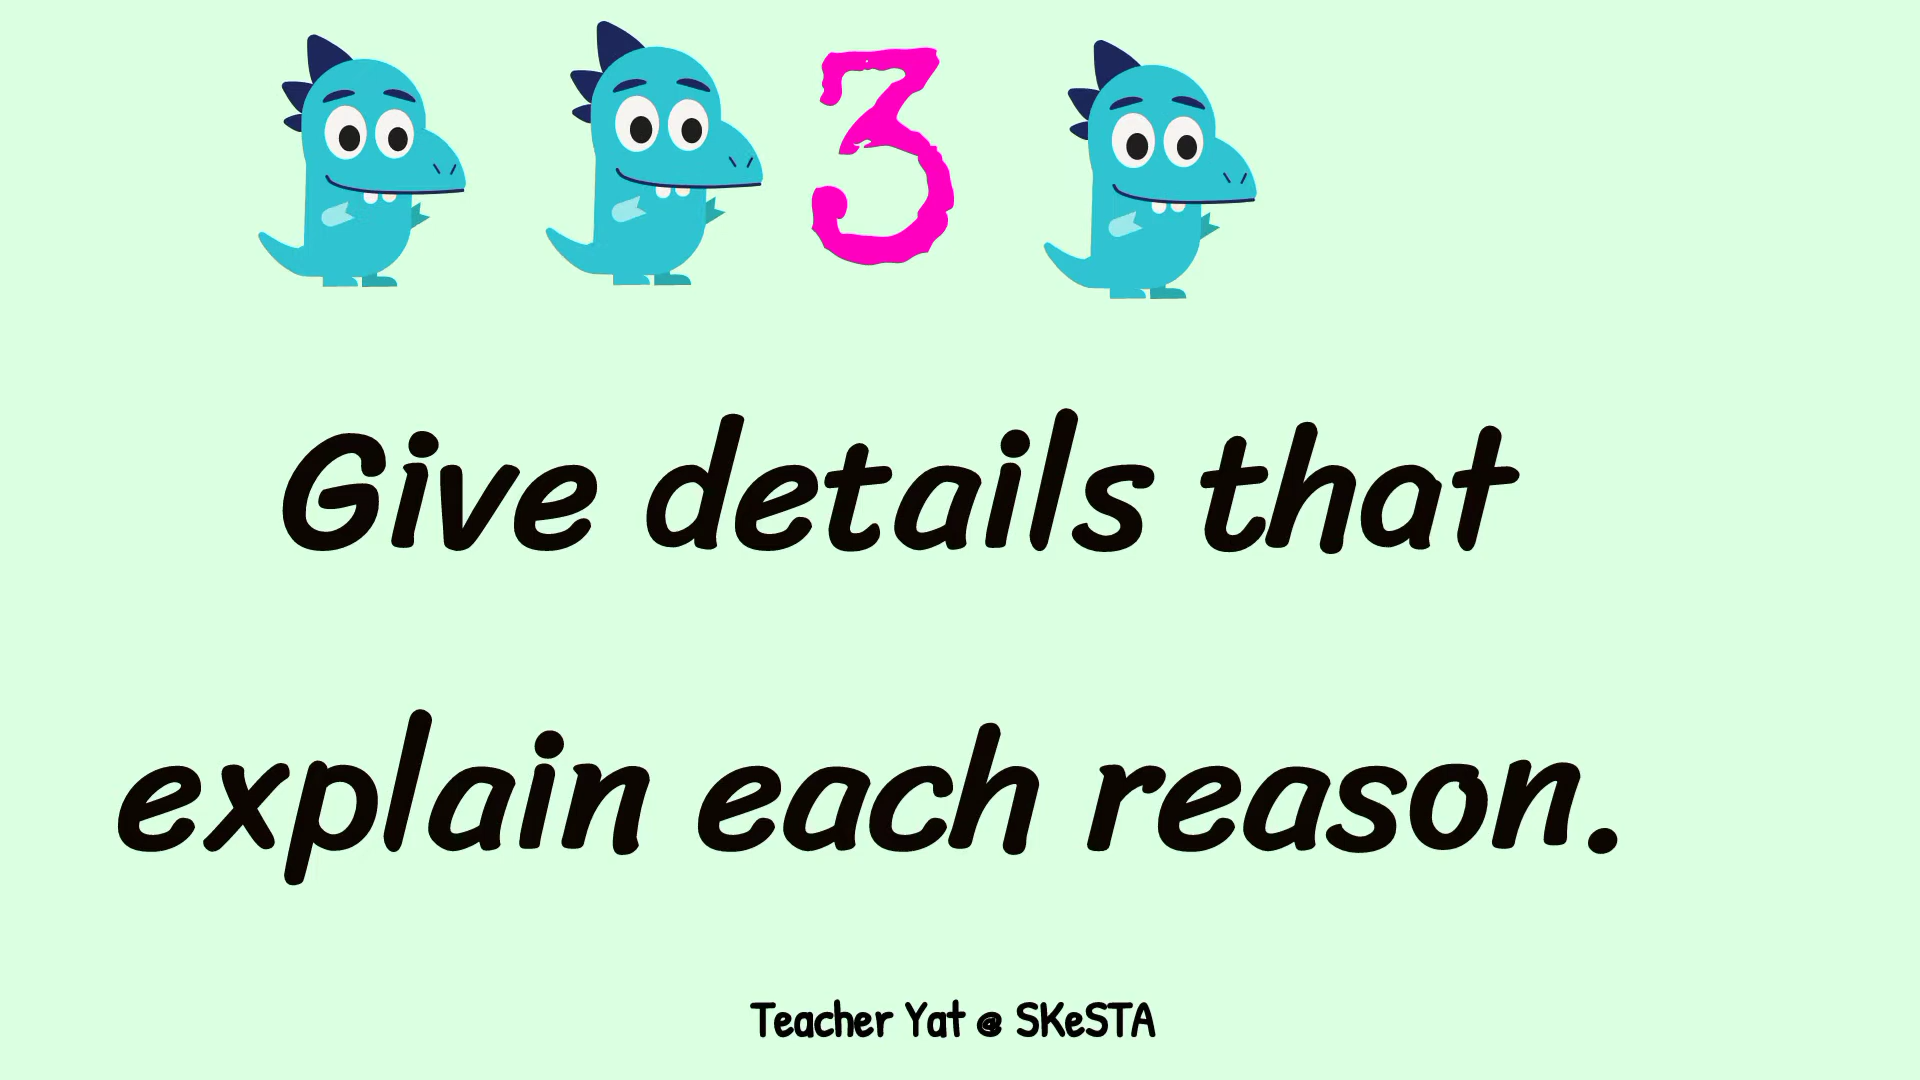 3
Give details that
explain each reason.
Teacher Yat @ SKeSTA